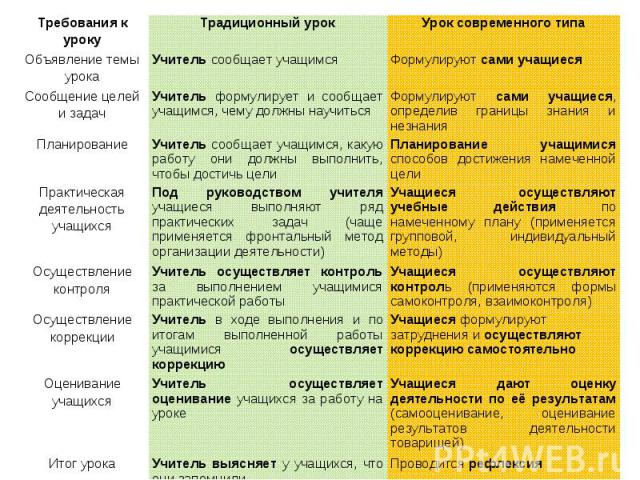 Требования к
уроку
Традиционный урок
Урок современного типа
Объявление темы
урока
Учитель сообщает учащимся
Формулируют сами учащиеся
Сообщение целей
и задач
Учитель формулирует и сообщает
учащимся, чему должны научиться
Формулируют сами учащиеся,
определив границы знания и
незнания
Планирование
Учитель сообщает учащимся, какую
работу они должны выполнить,
чтобы достичь цели
Планирование учащимися
способов достижения намеченной
цели
Практическая
деятельность
учащихся
Под руководством учителя
учащиеся выполняют ряд
практических задач (чаще
применяется фронтальный метод
организации деятельности)
Учащиеся осуществляют
учебные действия по
намеченному плану (применяется
групповой, индивидуальный
методы)
Осуществление
контроля
Учитель осуществляет контроль
за выполнением учащимися
практической работы
Учащиеся осуществляют
контроль (применяются формы
самоконтроля, взаимоконтроля)
Осуществление
коррекции
Учитель в ходе выполнения и по
итогам выполненной работы
учащимися осуществляет
коррекцию
Учащиеся формулируют
затруднения и осуществляют
коррекцию самостоятельно
Оценивание
учащихся
Учитель осуществляет
оценивание учащихся за работу на
уроке
Учащиеся дают оценку
деятельности по её результатам
(самооценивание, оценивание
результатов деятельности
товарищей)
Итог урока
Учитель выясняет у учащихся, что
они запомнили
Проводится рефлексия
PPt4WEB.ru